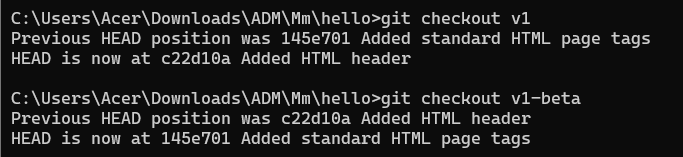 C:\Users\Acer\Downloads\ADM\Mm\hello>git checkout v1
Previous HEAD position was 145e701 Added standard HTML page tags
HEAD is now at c22d10a Added HTML header
C:\Users\Acer\Downloads\ADM\Mm\hello>git checkout v1-beta
Previous HEAD position was c22d10a Added HTML header
HEAD is now at 145e701 Added standard HTML page tags